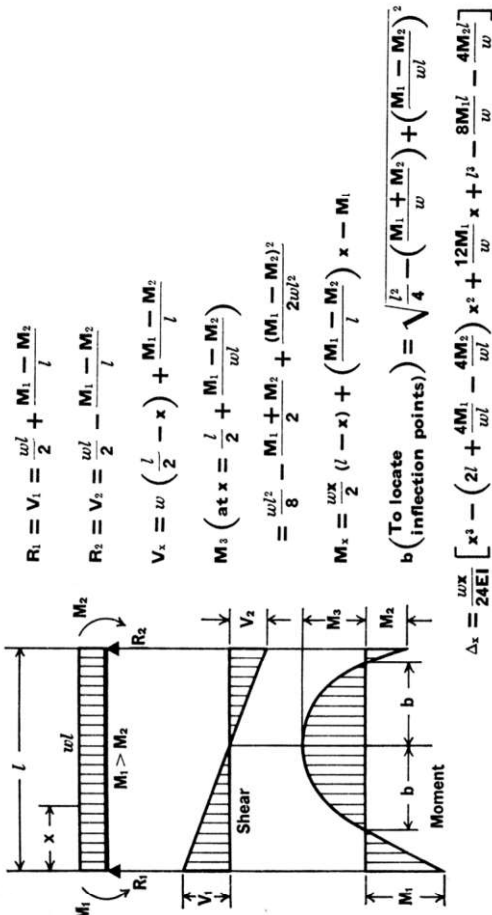 l
x
wl
M₁
M₂
M₁ > M₂
R₁
R₂
V₁
V₂
Shear
M₃
M₁
M₂
b
b
Moment
R₁ = V₁ = wl/2 + (M₁ − M₂)/l
R₂ = V₂ = wl/2 − (M₁ − M₂)/l
Vₓ = w (l/2 − x) + (M₁ − M₂)/l
M₃ (at x = l/2 + (M₁ − M₂)/wl)
= wl²/8 − (M₁ + M₂)/2 + (M₁ − M₂)²/2wl²
Mₓ = wx/2 (l − x) + ((M₁ − M₂)/l) x − M₁
b (To locate inflection points) = √(l²/4 − ((M₁ + M₂)/w) + ((M₁ − M₂)/wl)²)
Δₓ = wx/24EI [x³ − (2l + 4M₁/wl − 4M₂/wl) x² + 12M₁/w x + l³ − 8M₁l/w − 4M₂l/w]